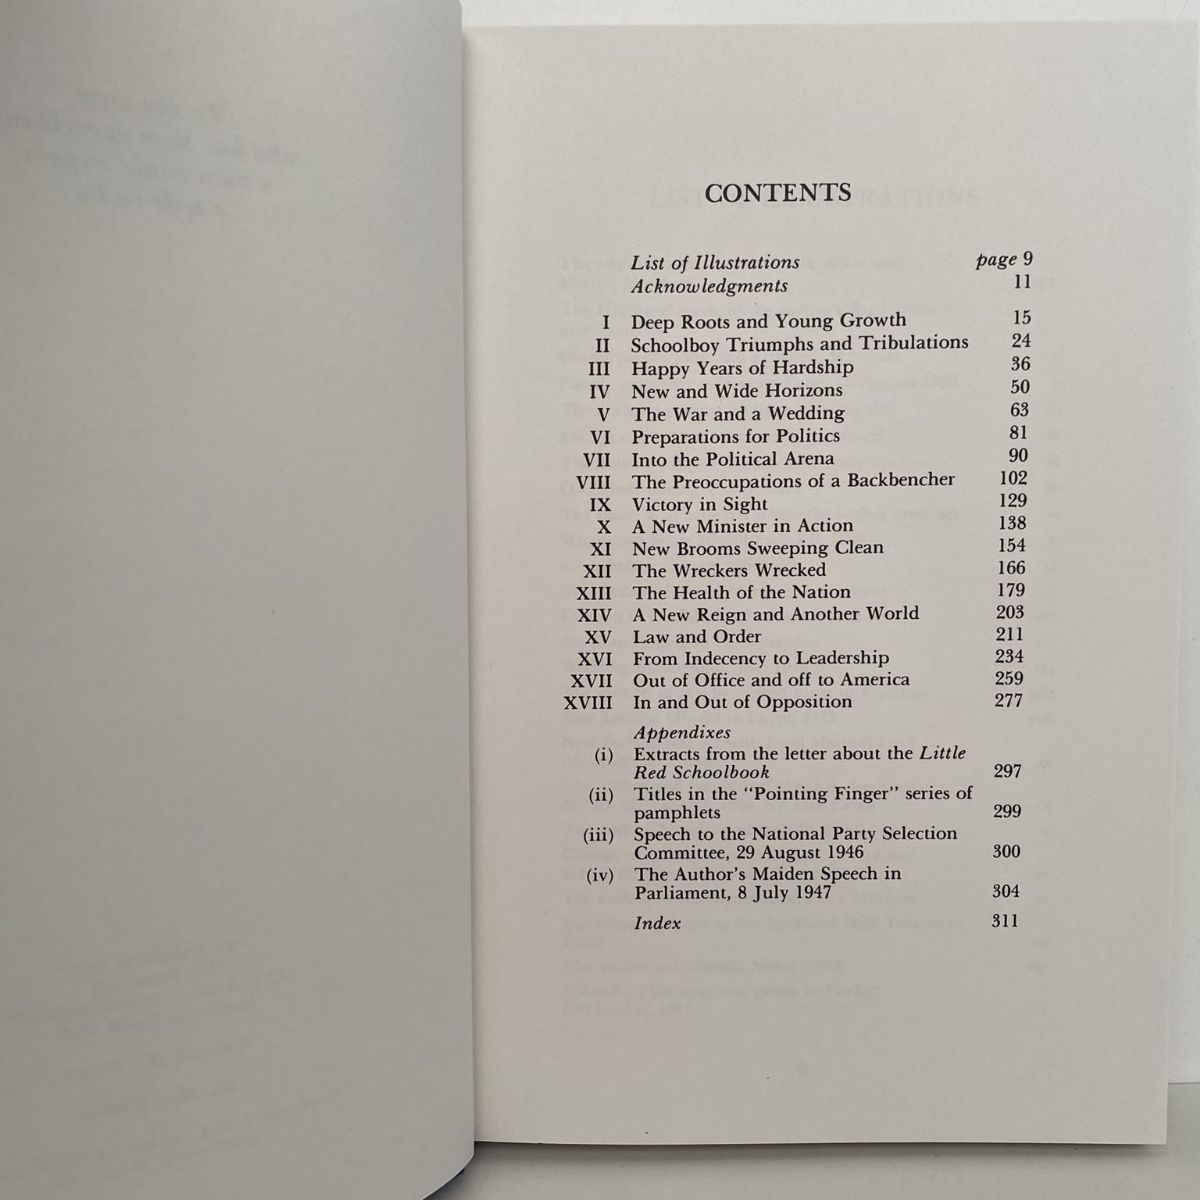 CONTENTS
List of Illustrations page 9
Acknowledgments 11
I Deep Roots and Young Growth 15
II Schoolboy Triumphs and Tribulations 24
III Happy Years of Hardship 36
IV New and Wide Horizons 50
V The War and a Wedding 63
VI Preparations for Politics 81
VII Into the Political Arena 90
VIII The Preoccupations of a Backbencher 102
IX Victory in Sight 129
X A New Minister in Action 138
XI New Brooms Sweeping Clean 154
XII The Wreckers Wrecked 166
XIII The Health of the Nation 179
XIV A New Reign and Another World 203
XV Law and Order 211
XVI From Indecency to Leadership 234
XVII Out of Office and off to America 259
XVIII In and Out of Opposition 277
Appendixes
(i) Extracts from the letter about the Little
Red Schoolbook 297
(ii) Titles in the "Pointing Finger" series of
pamphlets 299
(iii) Speech to the National Party Selection
Committee, 29 August 1946 300
(iv) The Author's Maiden Speech in
Parliament, 8 July 1947 304
Index 311